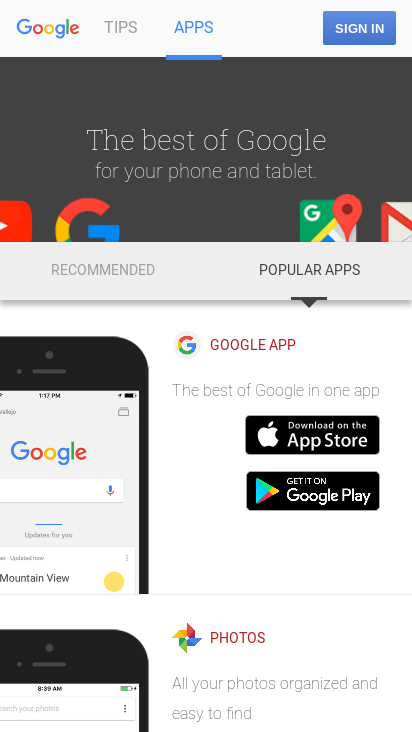 Google TIPS APPS SIGN IN
The best of Google
for your phone and tablet.
RECOMMENDED POPULAR APPS
GOOGLE APP
The best of Google in one app
Download on the
App Store
GET IT ON
Google Play
1:17 PM
Vallejo
Google
Updates for you
Updated now
Mountain View
PHOTOS
All your photos organized and
easy to find
8:39 AM
search your photos